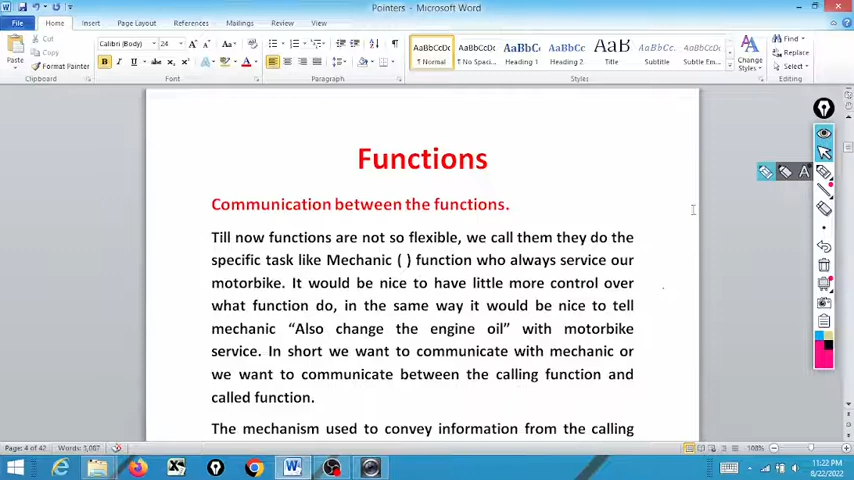 Pointers - Microsoft Word
File Home Insert Page Layout References Mailings Review View
Cut
Copy
Format Painter
Paste
Calibri (Body) 24
AaBbCcDc AaBbCcDc AaBbC AaBbCc AaB AaBbCc. AaBbCcDc
¶ Normal ¶ No Spaci... Heading 1 Heading 2 Title Subtitle Subtle Em...
Change Styles
Find
Replace
Select
Clipboard Font Paragraph Styles Editing
Functions
Communication between the functions.
Till now functions are not so flexible, we call them they do the
specific task like Mechanic ( ) function who always service our
motorbike. It would be nice to have little more control over
what function do, in the same way it would be nice to tell
mechanic “Also change the engine oil” with motorbike
service. In short we want to communicate with mechanic or
we want to communicate between the calling function and
called function.
The mechanism used to convey information from the calling
Page: 4 of 42 Words: 3,007
100%
11:22 PM
8/22/2022